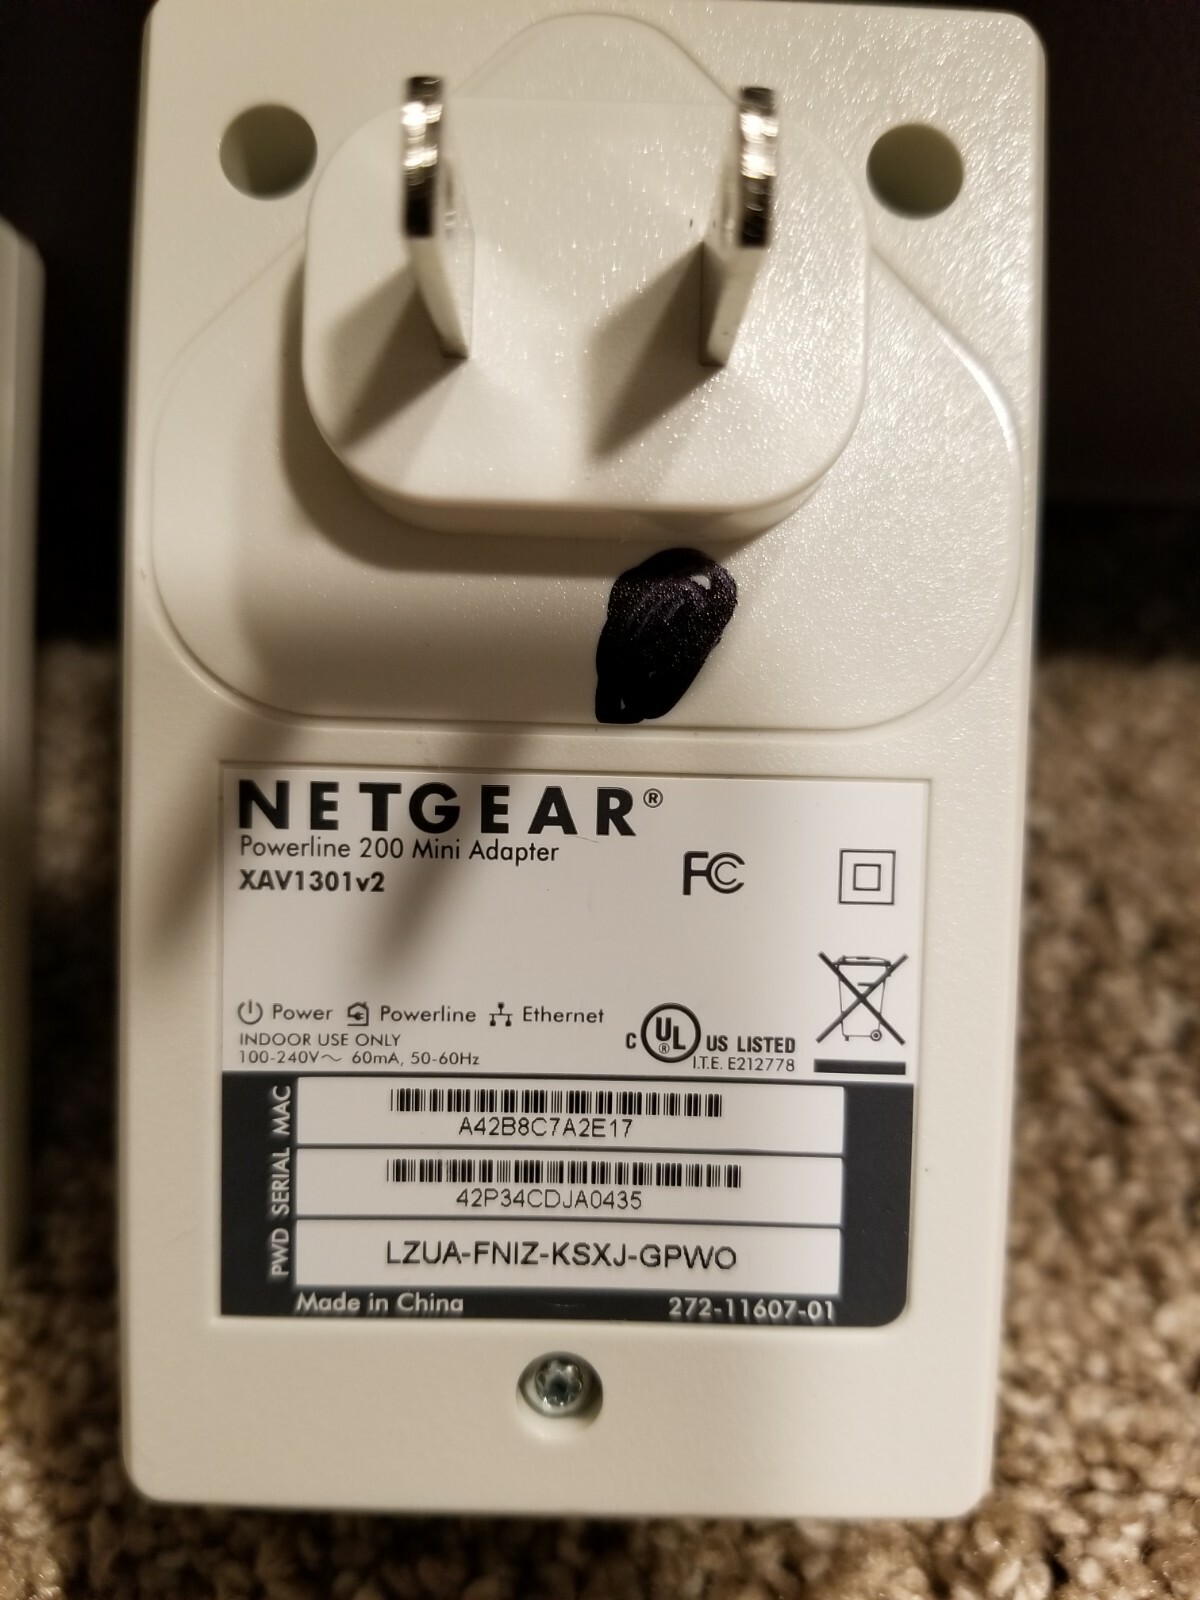 NETGEAR®
Powerline 200 Mini Adapter
XAV1301v2
FC
Power Powerline Ethernet
INDOOR USE ONLY
100-240V～ 60mA, 50-60Hz
C UL® US LISTED
I.T.E. E212778
MAC
A42B8C7A2E17
SERIAL
42P34CDJA0435
PWD
LZUA-FNIZ-KSXJ-GPWO
Made in China 272-11607-01